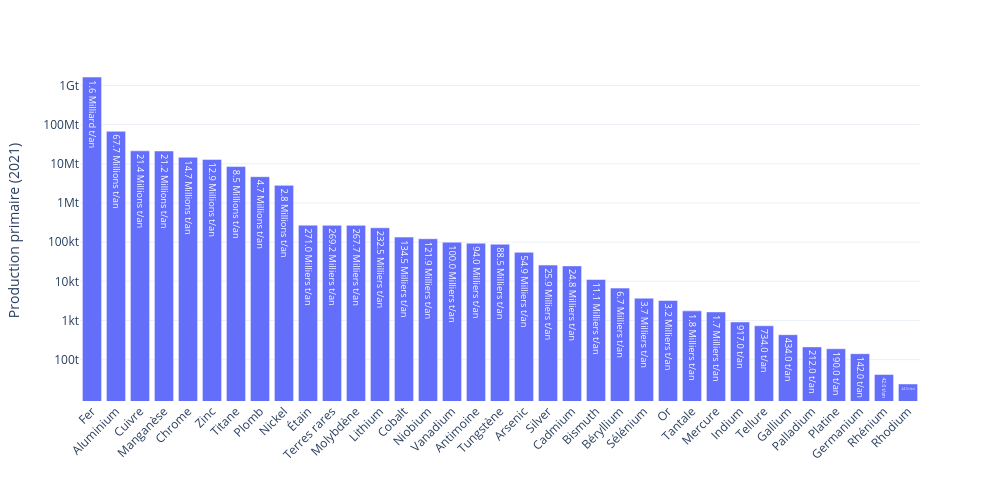 Production primaire (2021)
1Gt
100Mt
10Mt
1Mt
100kt
10kt
1kt
100t
1.6 Milliard t/an
67.7 Millions t/an
21.4 Millions t/an
21.2 Millions t/an
14.7 Millions t/an
12.9 Millions t/an
8.5 Millions t/an
4.7 Millions t/an
2.8 Millions t/an
271.0 Milliers t/an
269.2 Milliers t/an
267.7 Milliers t/an
232.5 Milliers t/an
134.5 Milliers t/an
121.9 Milliers t/an
100.0 Milliers t/an
94.0 Milliers t/an
88.5 Milliers t/an
54.9 Milliers t/an
25.9 Milliers t/an
24.8 Milliers t/an
11.1 Milliers t/an
6.7 Milliers t/an
3.7 Milliers t/an
3.2 Milliers t/an
1.8 Milliers t/an
1.7 Milliers t/an
917.0 t/an
734.0 t/an
434.0 t/an
212.0 t/an
190.0 t/an
142.0 t/an
Fer
Aluminium
Cuivre
Manganèse
Chrome
Zinc
Titane
Plomb
Nickel
Étain
Terres rares
Molybdène
Lithium
Cobalt
Niobium
Vanadium
Antimoine
Tungstène
Arsenic
Silver
Cadmium
Bismuth
Béryllium
Sélénium
Or
Tantale
Mercure
Indium
Tellure
Gallium
Palladium
Platine
Germanium
Rhénium
Rhodium